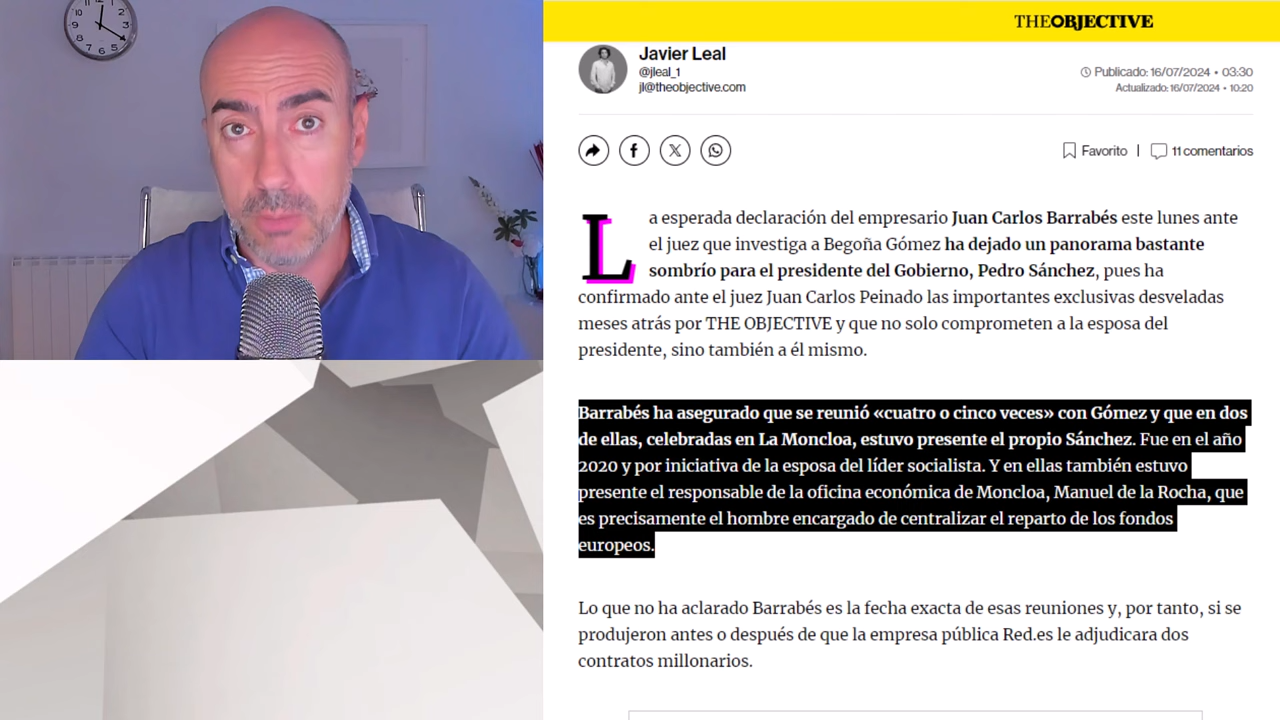 THEOBJECTIVE
Javier Leal
@jleal_1
jl@theobjective.com
Publicado: 16/07/2024 • 03:30
Actualizado: 16/07/2024 • 10:20
Favorito | 11 comentarios
La esperada declaración del empresario Juan Carlos Barrabés este lunes ante
el juez que investiga a Begoña Gómez ha dejado un panorama bastante
sombrío para el presidente del Gobierno, Pedro Sánchez, pues ha
confirmado ante el juez Juan Carlos Peinado las importantes exclusivas desveladas
meses atrás por THE OBJECTIVE y que no solo comprometen a la esposa del
presidente, sino también a él mismo.
Barrabés ha asegurado que se reunió «cuatro o cinco veces» con Gómez y que en dos
de ellas, celebradas en La Moncloa, estuvo presente el propio Sánchez. Fue en el año
2020 y por iniciativa de la esposa del líder socialista. Y en ellas también estuvo
presente el responsable de la oficina económica de Moncloa, Manuel de la Rocha, que
es precisamente el hombre encargado de centralizar el reparto de los fondos
europeos.
Lo que no ha aclarado Barrabés es la fecha exacta de esas reuniones y, por tanto, si se
produjeron antes o después de que la empresa pública Red.es le adjudicara dos
contratos millonarios.